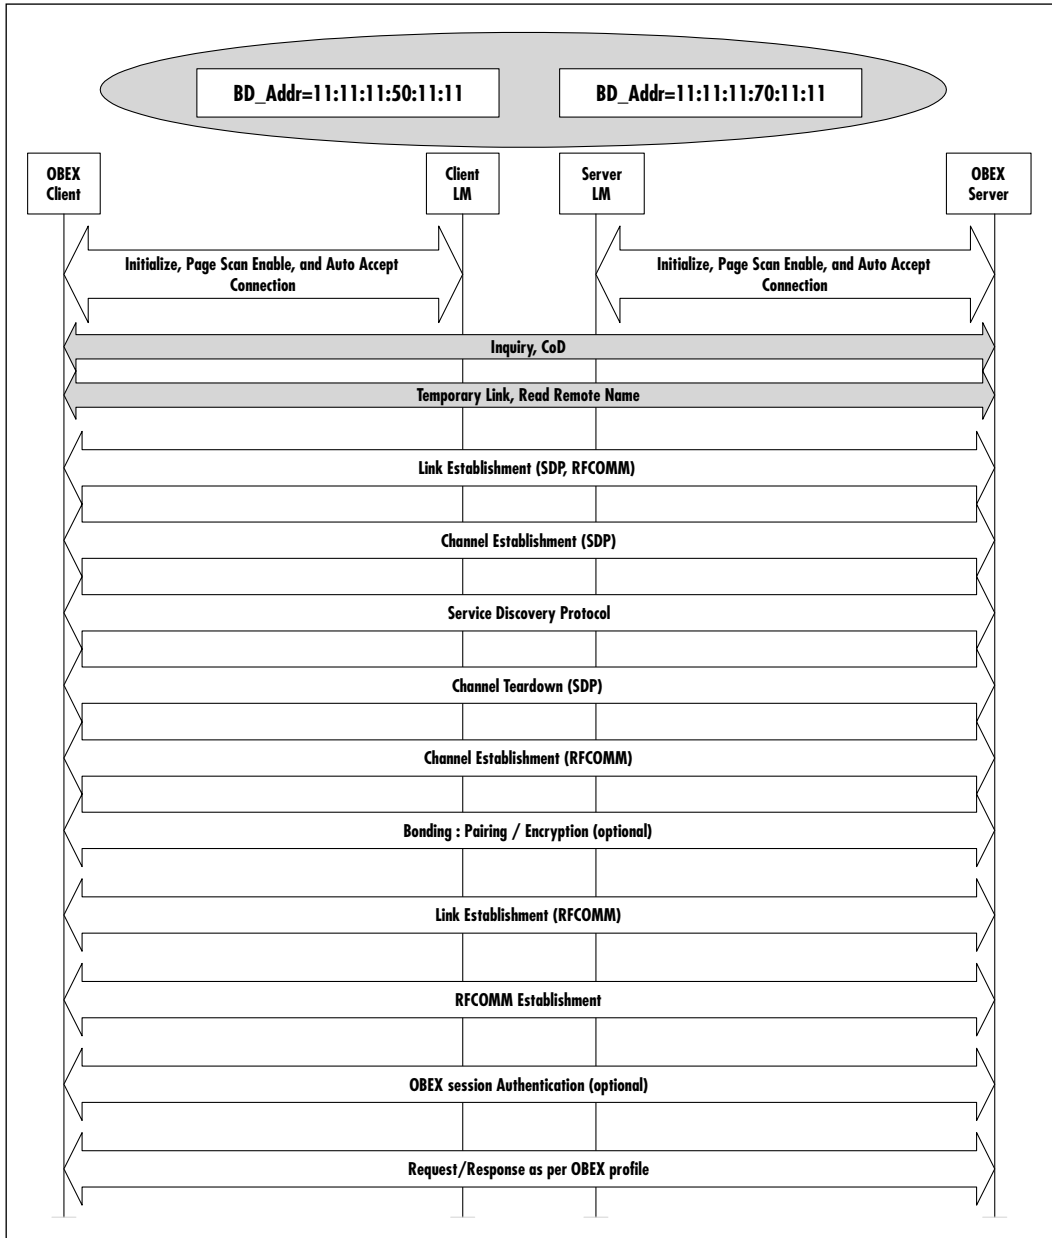 BD_Addr=11:11:11:50:11:11
BD_Addr=11:11:11:70:11:11
OBEX
Client
Client
LM
Server
LM
OBEX
Server
Initialize, Page Scan Enable, and Auto Accept
Connection
Initialize, Page Scan Enable, and Auto Accept
Connection
Inquiry, CoD
Temporary Link, Read Remote Name
Link Establishment (SDP, RFCOMM)
Channel Establishment (SDP)
Service Discovery Protocol
Channel Teardown (SDP)
Channel Establishment (RFCOMM)
Bonding : Pairing / Encryption (optional)
Link Establishment (RFCOMM)
RFCOMM Establishment
OBEX session Authentication (optional)
Request/Response as per OBEX profile